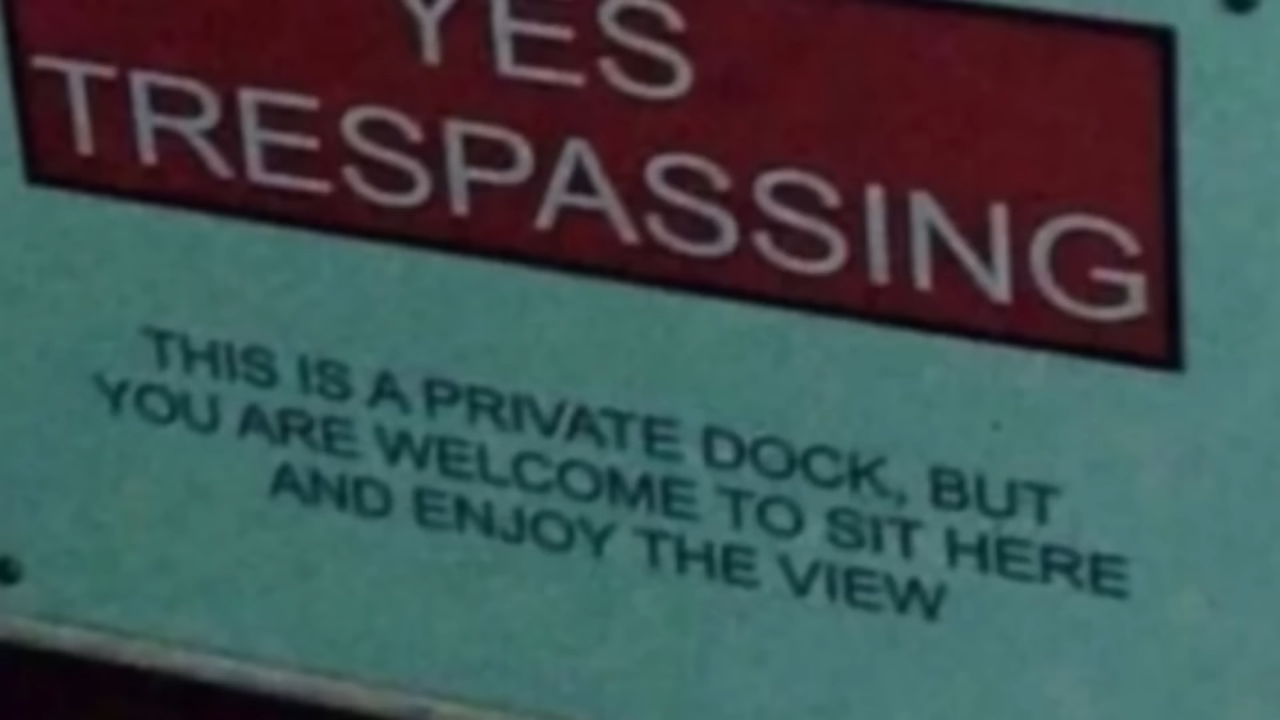 YES
TRESPASSING
THIS IS A PRIVATE DOCK, BUT
YOU ARE WELCOME TO SIT HERE
AND ENJOY THE VIEW